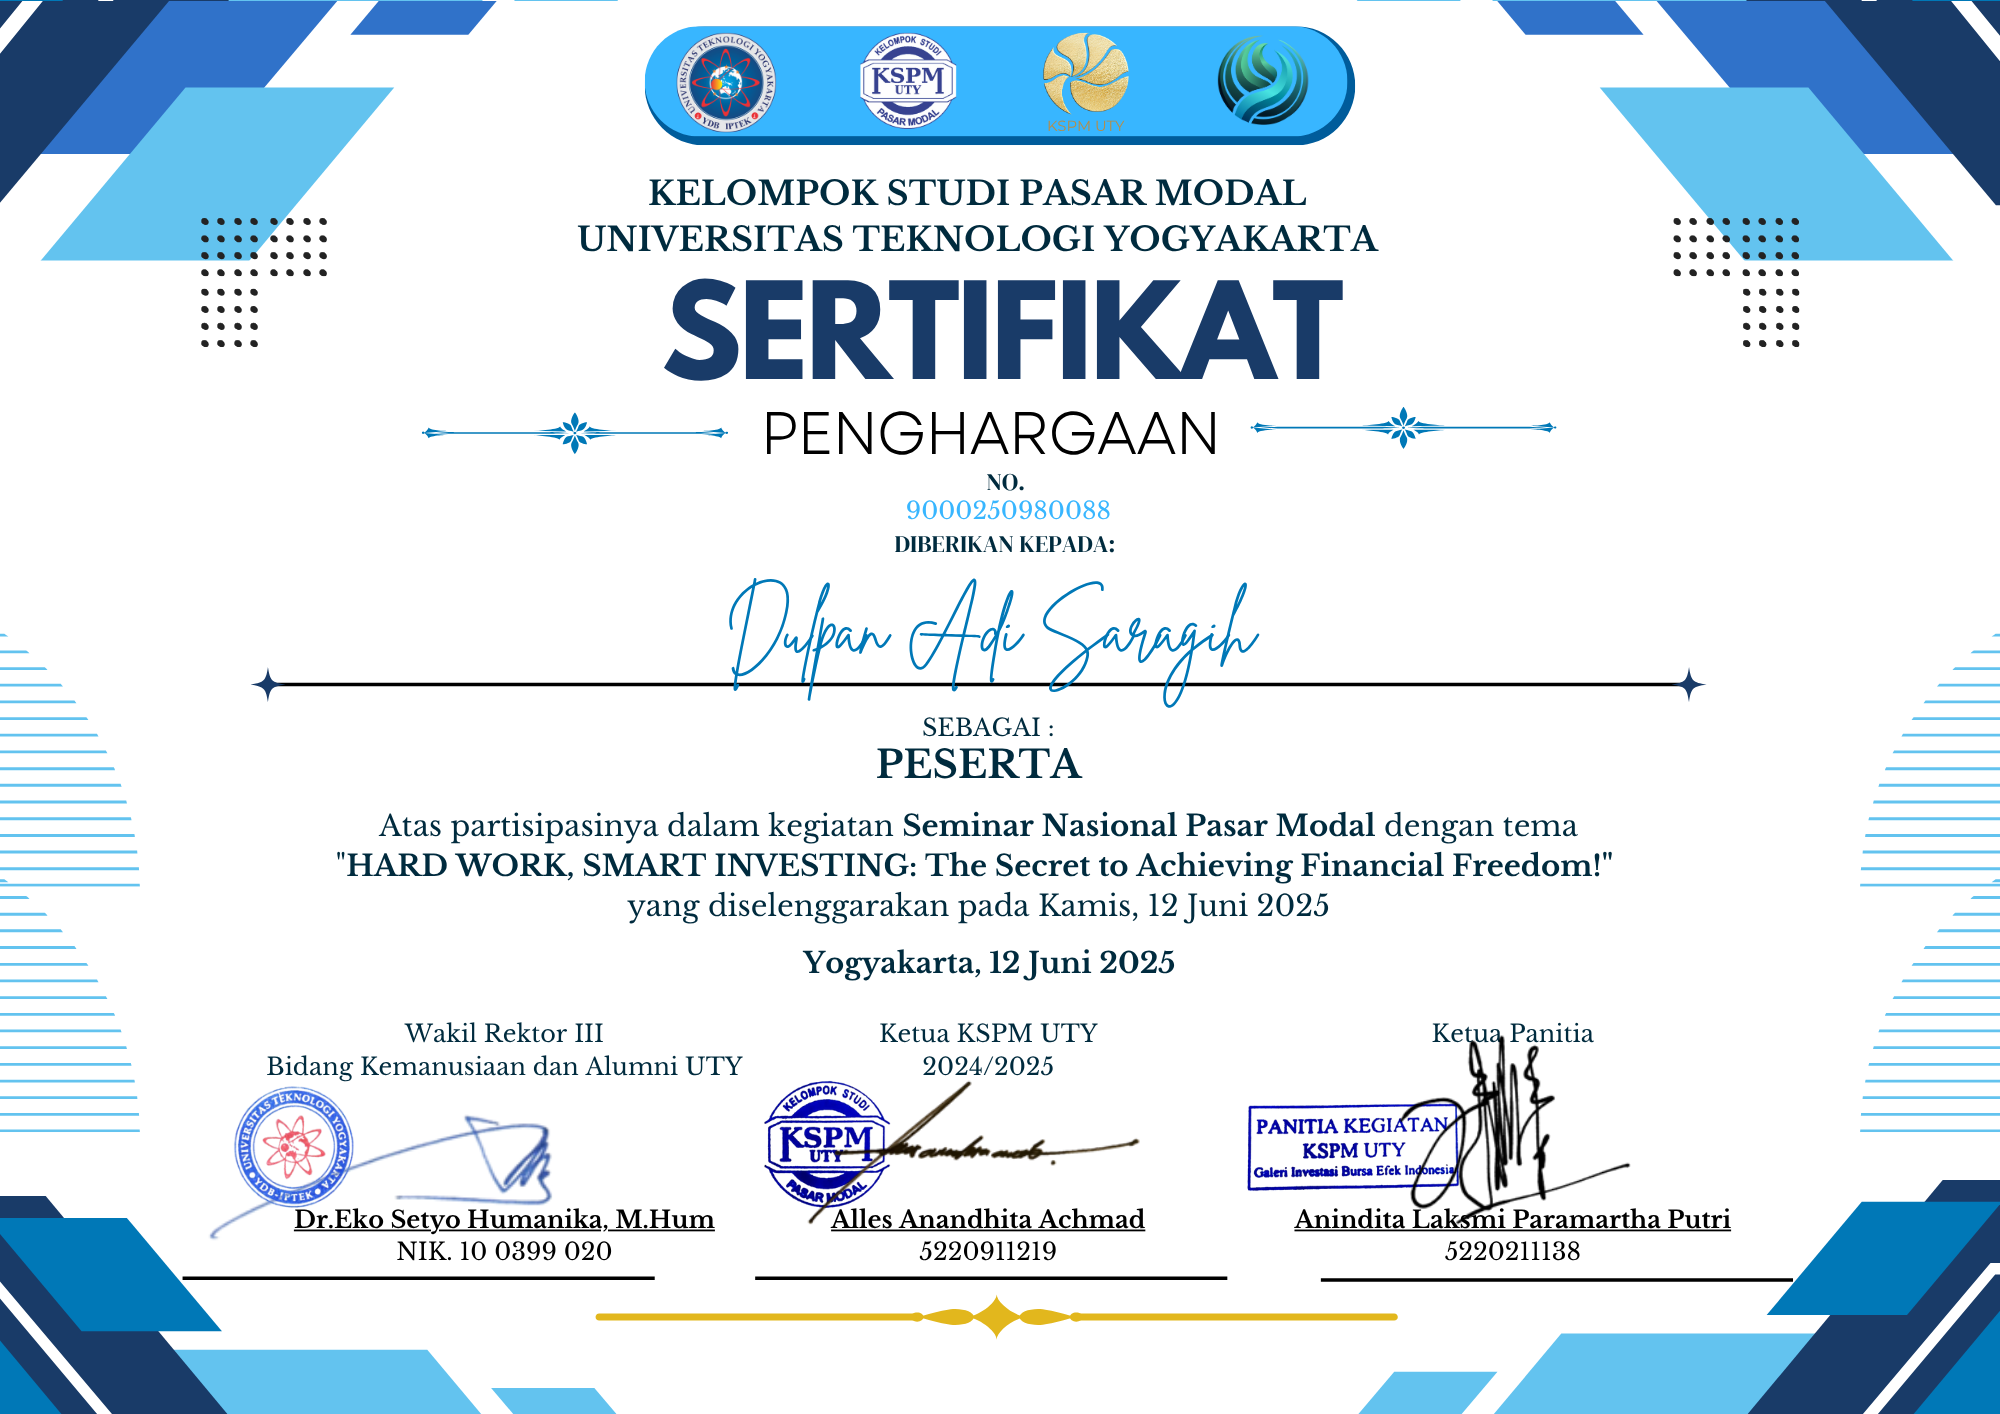 UNIVERSITAS TEKNOLOGI YOGYAKARTA
YDB IPTEK
KELOMPOK STUDI
KSPM
UTY
PASAR MODAL
KSPM UTY
KELOMPOK STUDI PASAR MODAL
UNIVERSITAS TEKNOLOGI YOGYAKARTA
SERTIFIKAT
PENGHARGAAN
NO.
9000250980088
DIBERIKAN KEPADA:
Dulpan Adi Saragih
SEBAGAI :
PESERTA
Atas partisipasinya dalam kegiatan Seminar Nasional Pasar Modal dengan tema
"HARD WORK, SMART INVESTING: The Secret to Achieving Financial Freedom!"
yang diselenggarakan pada Kamis, 12 Juni 2025
Yogyakarta, 12 Juni 2025
Wakil Rektor III
Bidang Kemanusiaan dan Alumni UTY
UNIVERSITAS TEKNOLOGI YOGYAKARTA
YDB-IPTEK
Dr.Eko Setyo Humanika, M.Hum
NIK. 10 0399 020
Ketua KSPM UTY
2024/2025
KELOMPOK STUDI
KSPM
UTY
PASAR MODAL
Alles Anandhita Achmad
5220911219
Ketua Panitia
PANITIA KEGIATAN
KSPM UTY
Galeri Investasi Bursa Efek Indonesia
Anindita Laksmi Paramartha Putri
5220211138